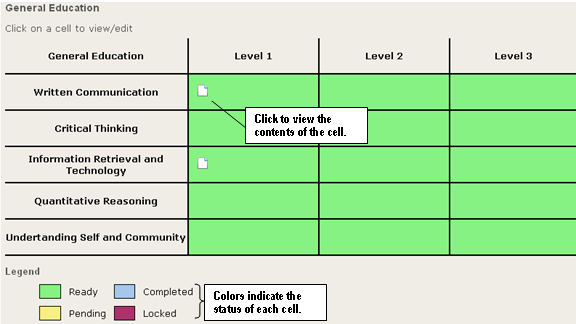 General Education
Click on a cell to view/edit
General Education Level 1 Level 2 Level 3
Written Communication
Click to view the
contents of the cell.
Critical Thinking
Information Retrieval and
Technology
Quantitative Reasoning
Undertanding Self and Community
Legend
Ready Completed
Pending Locked
Colors indicate the
status of each cell.